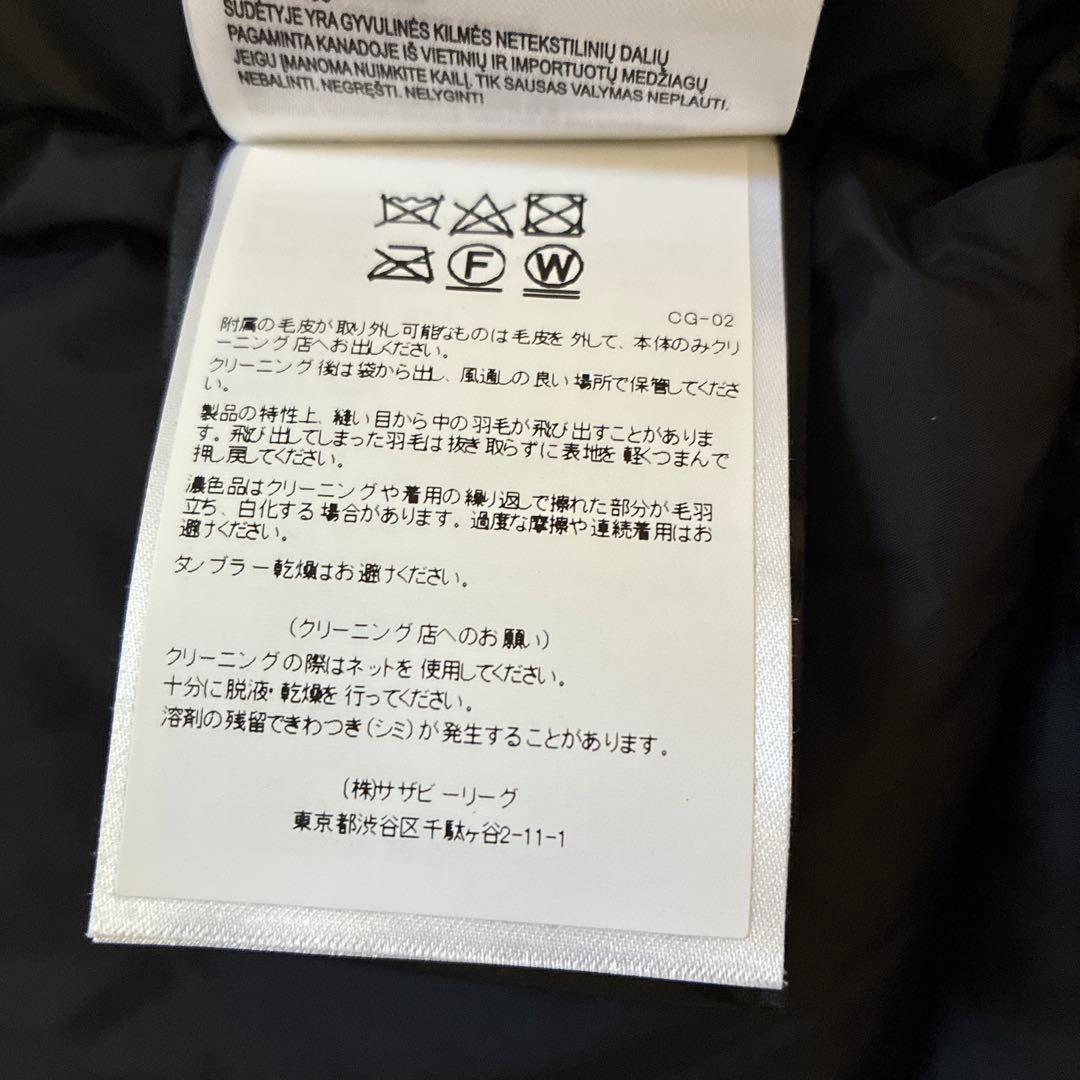 SUDĖTYJE YRA GYVULINĖS KILMĖS NETEKSTILINIŲ DALIŲ
PAGAMINTA KANADOJE IŠ VIETINIŲ IR IMPORTUOTŲ MEDŽIAGŲ
JEIGU ĮMANOMA NUIMKITE KAILĮ, TIK SAUSAS VALYMAS NEPLAUTI.
NEBALINTI. NEGRĘŠTI. NELYGINTI
F W
CG-02
附属の毛皮が取り外し可能なものは毛皮を外して、本体のみクリ
ーニング店へお出しください。
クリーニング後は袋から出し、風通しの良い場所で保管してくださ
い。
製品の特性上、縫い目から中の羽毛が飛び出すことがありま
す。飛び出してしまった羽毛は抜き取らずに表地を軽くつまんで
押し戻してください。
濃色品はクリーニングや着用の繰り返しで擦れた部分が毛羽
立ち、白化する場合があります。過度な摩擦や連続着用はお
避けください。
タンブラー乾燥はお避けください。
(クリーニング店へのお願い)
クリーニングの際はネットを使用してください。
十分に脱液・乾燥を行ってください。
溶剤の残留できわつき(シミ)が発生することがあります。
(株)サザビーリーグ
東京都渋谷区千駄ヶ谷2-11-1